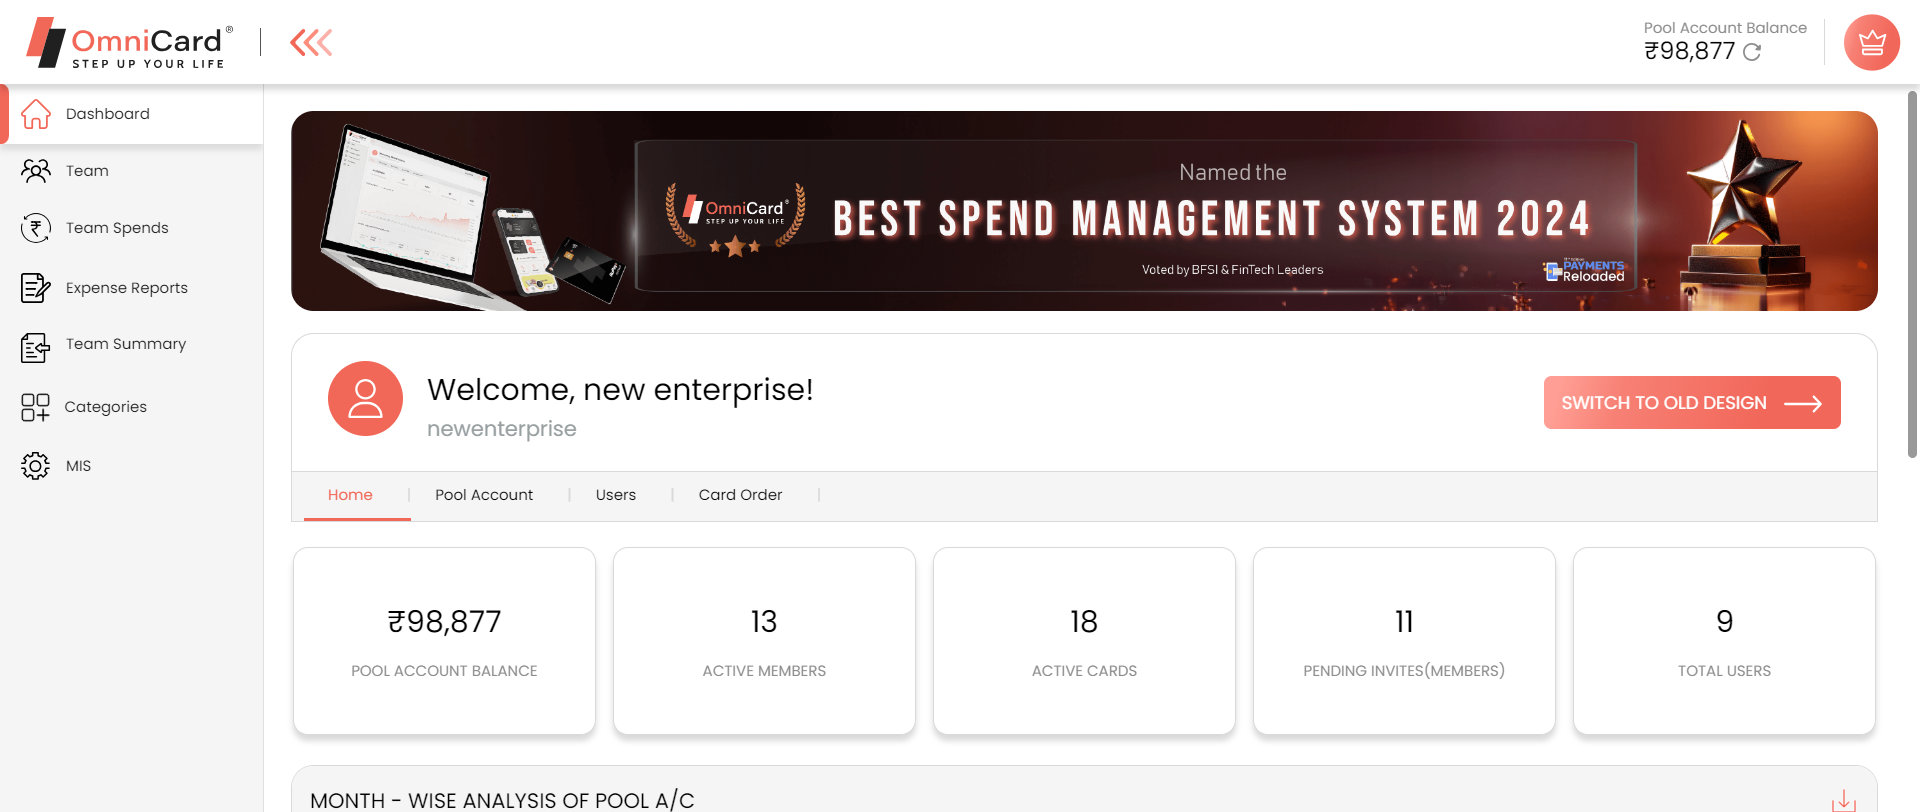 OmniCard®
STEP UP YOUR LIFE
Pool Account Balance
₹98,877
Dashboard
Team
Team Spends
Expense Reports
Team Summary
Categories
MIS
Named the
OmniCard®
STEP UP YOUR LIFE
BEST SPEND MANAGEMENT SYSTEM 2024
Voted by BFSI & FinTech Leaders
PAYMENTS
Reloaded
Welcome, new enterprise!
newenterprise
SWITCH TO OLD DESIGN
Home | Pool Account | Users | Card Order |
₹98,877
POOL ACCOUNT BALANCE
13
ACTIVE MEMBERS
18
ACTIVE CARDS
11
PENDING INVITES(MEMBERS)
9
TOTAL USERS
MONTH - WISE ANALYSIS OF POOL A/C